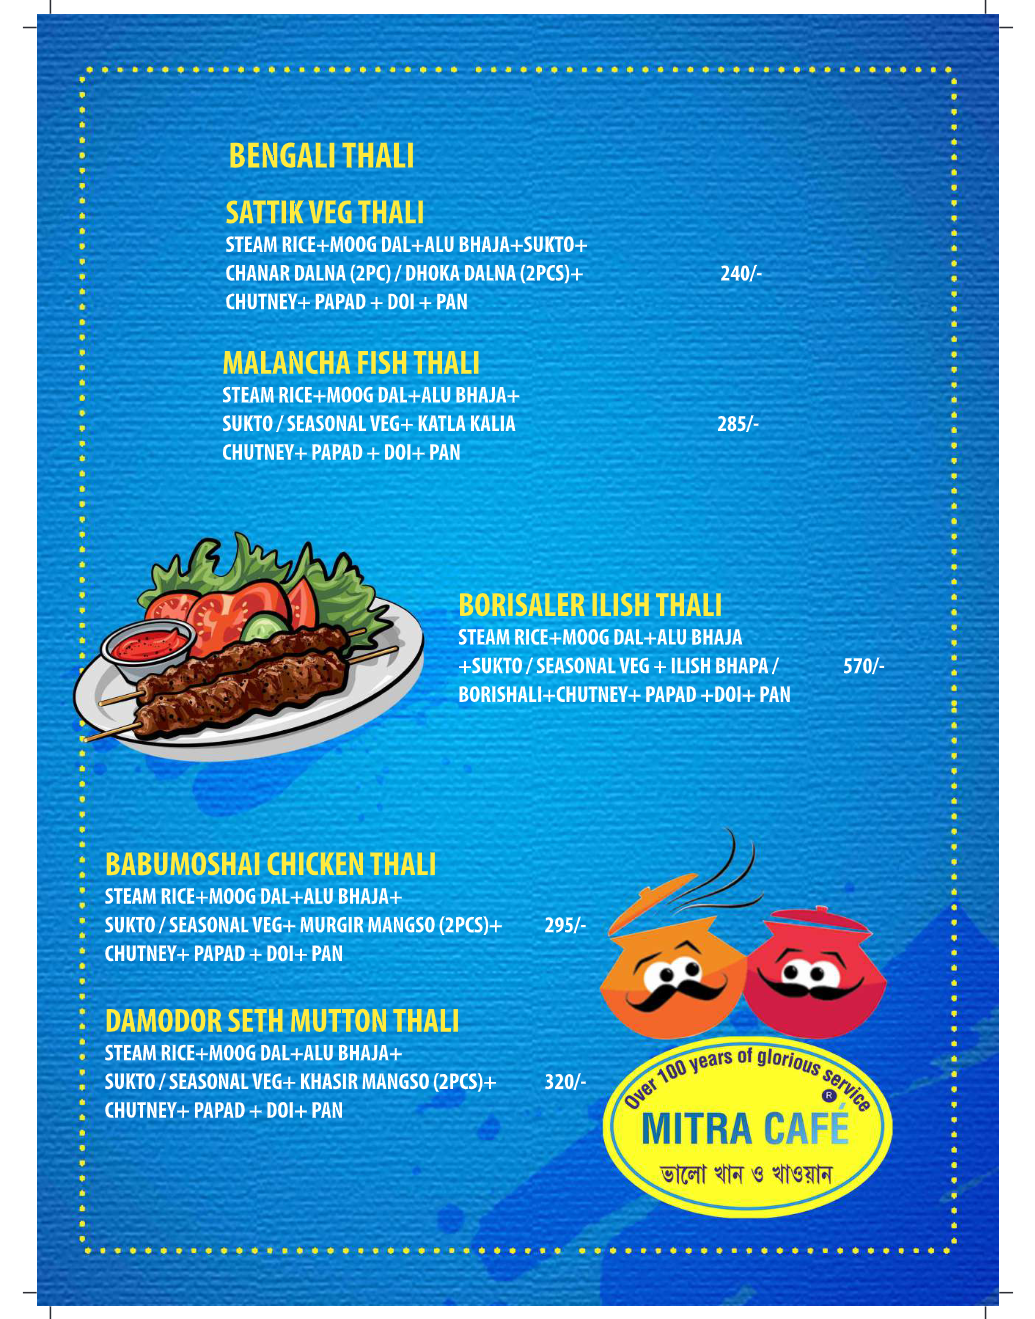 BENGALI THALI
SATTIK VEG THALI
STEAM RICE+MOOG DAL+ALU BHAJA+SUKTO+
CHANAR DALNA (2PC) / DHOKA DALNA (2PCS)+ 240/-
CHUTNEY+ PAPAD + DOI + PAN
MALANCHA FISH THALI
STEAM RICE+MOOG DAL+ALU BHAJA+
SUKTO / SEASONAL VEG+ KATLA KALIA 285/-
CHUTNEY+ PAPAD + DOI+ PAN
BORISALER ILISH THALI
STEAM RICE+MOOG DAL+ALU BHAJA
+SUKTO / SEASONAL VEG + ILISH BHAPA / 570/-
BORISHALI+CHUTNEY+ PAPAD +DOI+ PAN
BABUMOSHAI CHICKEN THALI
STEAM RICE+MOOG DAL+ALU BHAJA+
SUKTO / SEASONAL VEG+ MURGIR MANGSO (2PCS)+ 295/-
CHUTNEY+ PAPAD + DOI+ PAN
DAMODOR SETH MUTTON THALI
STEAM RICE+MOOG DAL+ALU BHAJA+
SUKTO / SEASONAL VEG+ KHASIR MANGSO (2PCS)+ 320/-
CHUTNEY+ PAPAD + DOI+ PAN
Over 100 years of glorious service
®
MITRA CAFÉ
ভালো খান ও খাওয়ান